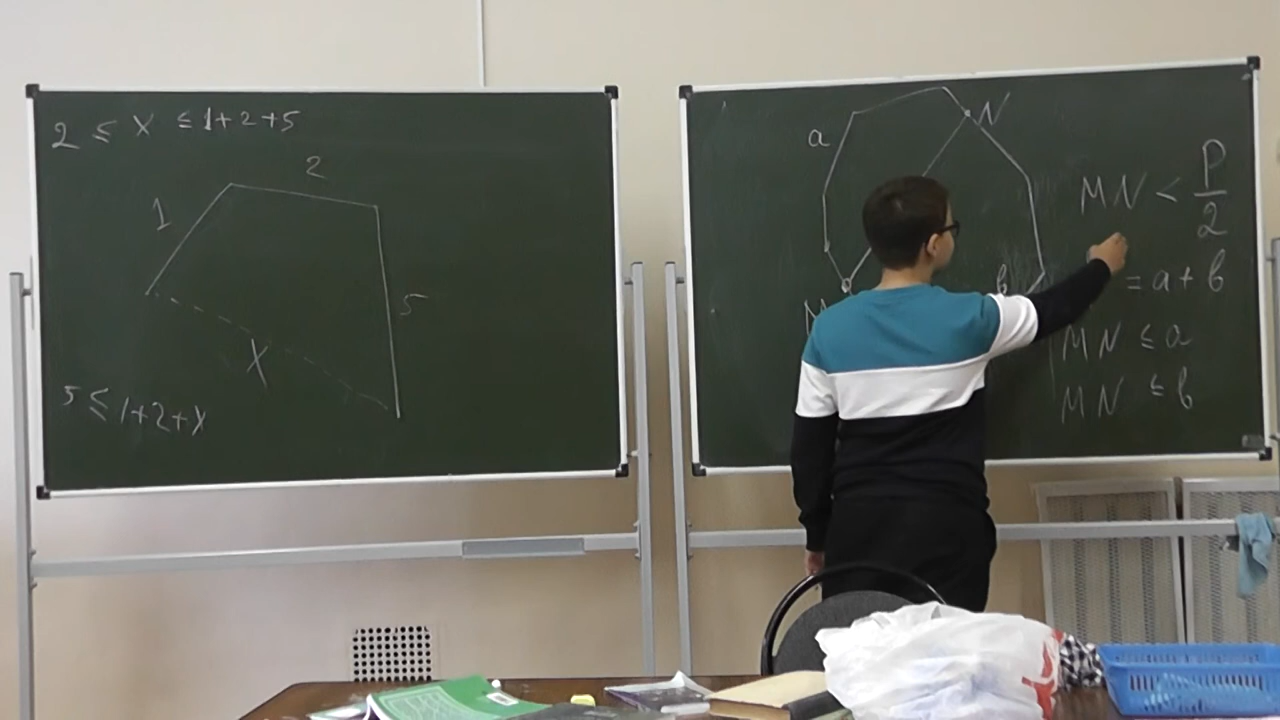 2 ≤ X ≤ 1+2+5
2
1
5
X
5 ≤ 1+2+X
a
N
M
b
MN < P/2
= a + b
MN ≤ a
MN ≤ b